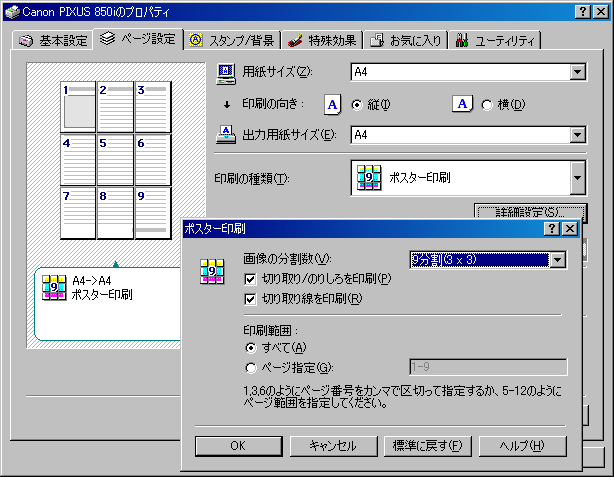 Canon PIXUS 850iのプロパティ
基本設定 ページ設定 スタンプ/背景 特殊効果 お気に入り ユーティリティ
用紙サイズ(Z): A4
印刷の向き: A 縦(I) A 横(D)
出力用紙サイズ(E): A4
印刷の種類(T): 9 ポスター印刷
詳細設定(S)...
1 2 3
4 5 6
7 8 9
9 A4->A4
ポスター印刷
ポスター印刷
9 画像の分割数(V): 9分割(3 x 3)
切り取り/のりしろを印刷(P)
切り取り線を印刷(R)
印刷範囲:
すべて(A)
ページ指定(G): 1-9
1,3,6のようにページ番号をカンマで区切って指定するか、5-12のように
ページ範囲を指定してください。
OK キャンセル 標準に戻す(F) ヘルプ(H)